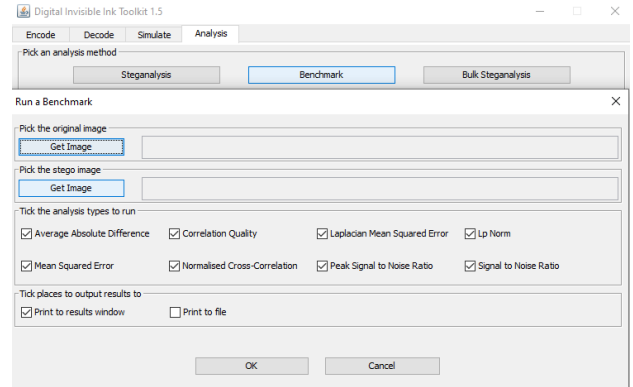 Digital Invisible Ink Toolkit 1.5
Encode Decode Simulate Analysis
Pick an analysis method
Steganalysis Benchmark Bulk Steganalysis
Run a Benchmark
Pick the original image
Get Image
Pick the stego image
Get Image
Tick the analysis types to run
Average Absolute Difference Correlation Quality Laplacian Mean Squared Error Lp Norm
Mean Squared Error Normalised Cross-Correlation Peak Signal to Noise Ratio Signal to Noise Ratio
Tick places to output results to
Print to results window Print to file
OK Cancel